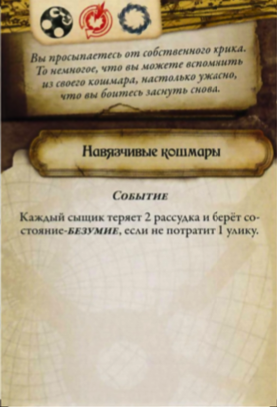 Вы просыпаетесь от собственного крика.
То немногое, что вы можете вспомнить
из своего кошмара, настолько ужасно,
что вы боитесь заснуть снова.
Навязчивые кошмары
Событие
Каждый сыщик теряет 2 рассудка и берёт со-
стояние-БЕЗУМИЕ, если не потратит 1 улику.